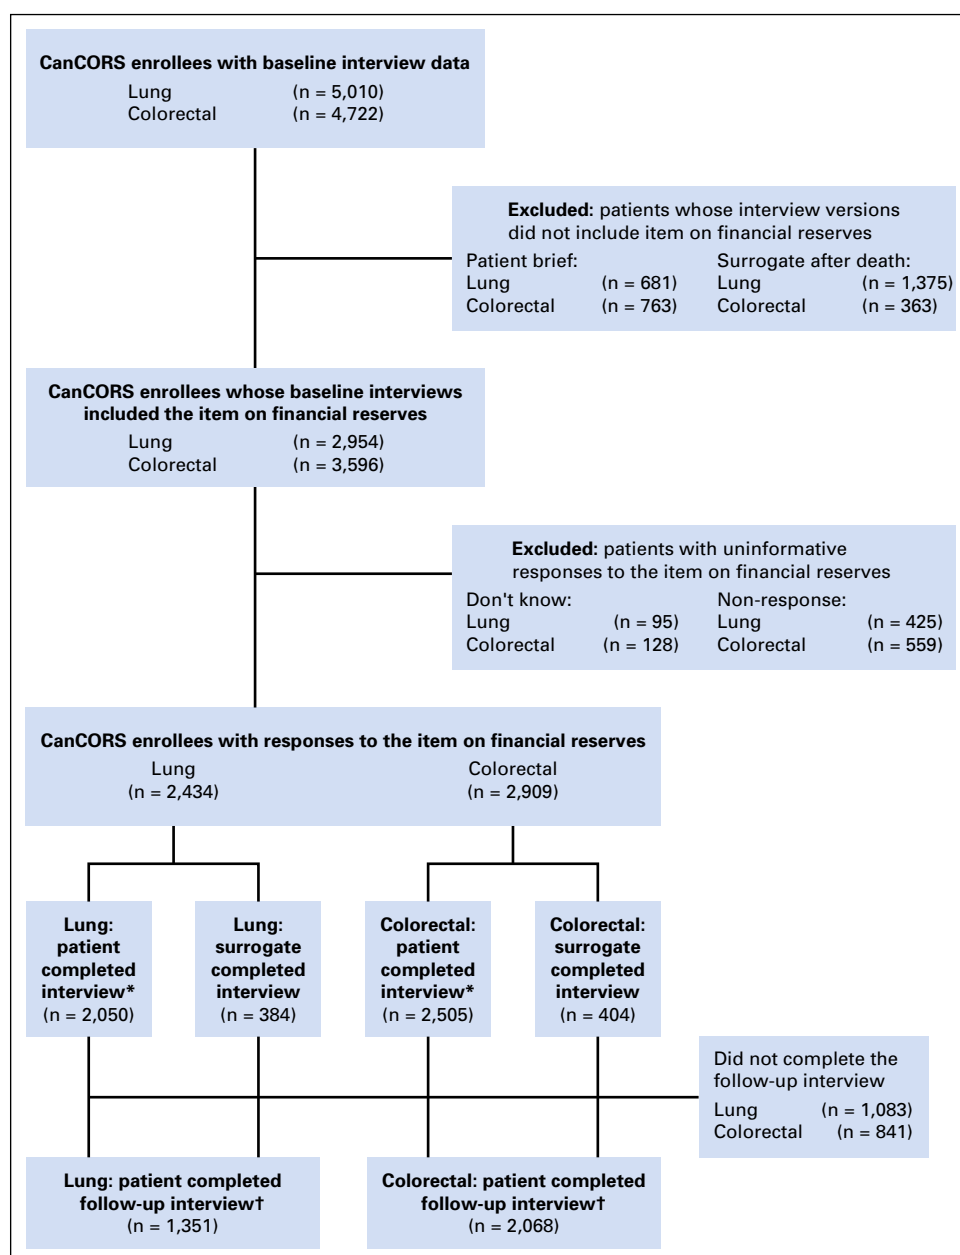 CanCORS enrollees with baseline interview data
Lung (n = 5,010)
Colorectal (n = 4,722)
Excluded: patients whose interview versions
did not include item on financial reserves
Patient brief: Surrogate after death:
Lung (n = 681) Lung (n = 1,375)
Colorectal (n = 763) Colorectal (n = 363)
CanCORS enrollees whose baseline interviews
included the item on financial reserves
Lung (n = 2,954)
Colorectal (n = 3,596)
Excluded: patients with uninformative
responses to the item on financial reserves
Don't know: Non-response:
Lung (n = 95) Lung (n = 425)
Colorectal (n = 128) Colorectal (n = 559)
CanCORS enrollees with responses to the item on financial reserves
Lung Colorectal
(n = 2,434) (n = 2,909)
Lung:
patient
completed
interview*
(n = 2,050)
Lung:
surrogate
completed
interview
(n = 384)
Colorectal:
patient
completed
interview*
(n = 2,505)
Colorectal:
surrogate
completed
interview
(n = 404)
Did not complete the
follow-up interview
Lung (n = 1,083)
Colorectal (n = 841)
Lung: patient completed
follow-up interview†
(n = 1,351)
Colorectal: patient completed
follow-up interview†
(n = 2,068)